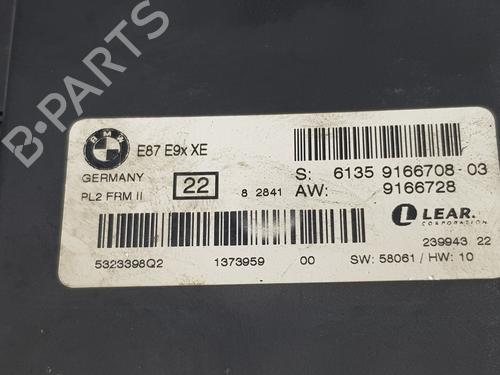 B-PARTS
BMW
E87 E9x XE
GERMANY
PL2 FRM II
22
8 2841
S: 6135 9166708-03
AW: 9166728
LEAR.
CORPORATION
239943 22
5323398Q2 1373959 00 SW: 58061 / HW: 10